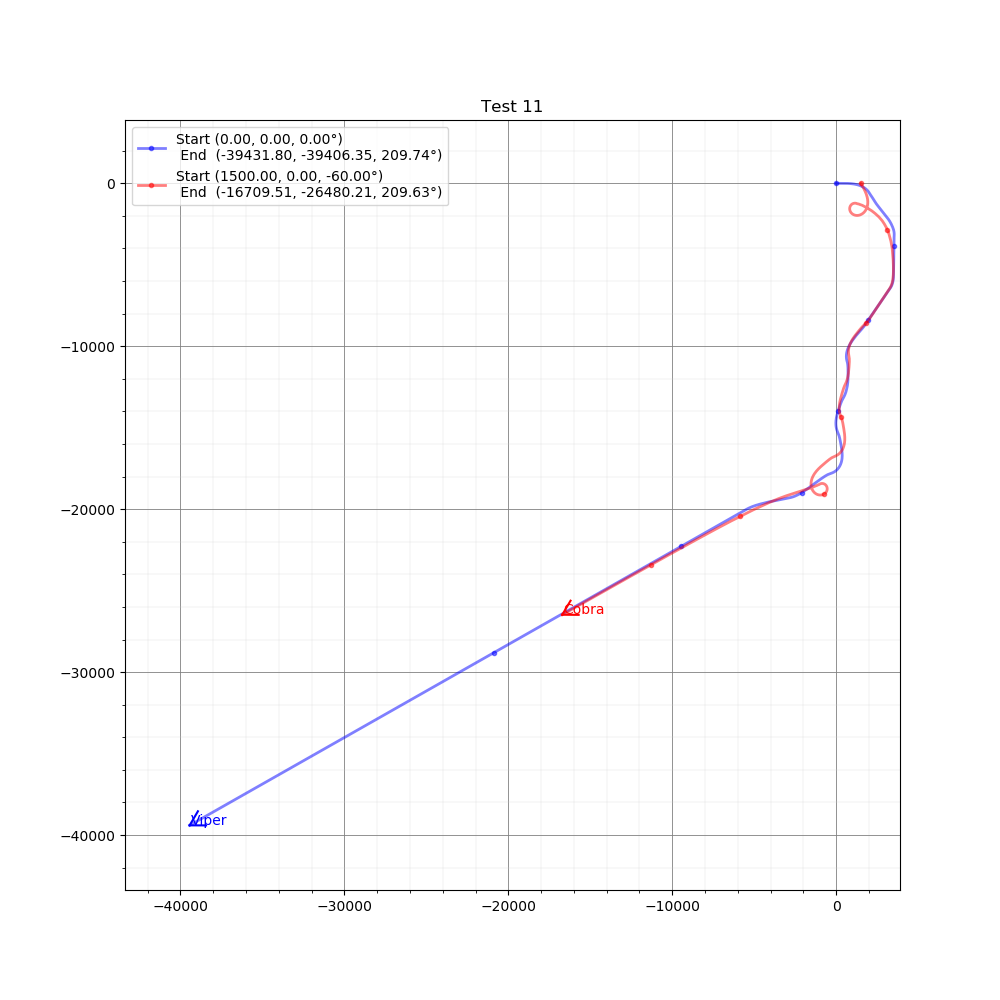 Test 11
Start (0.00, 0.00, 0.00°)
End  (-39431.80, -39406.35, 209.74°)
Start (1500.00, 0.00, -60.00°)
End  (-16709.51, -26480.21, 209.63°)
0
−10000
−20000
−30000
−40000
Cobra
Viper
−40000
−30000
−20000
−10000
0